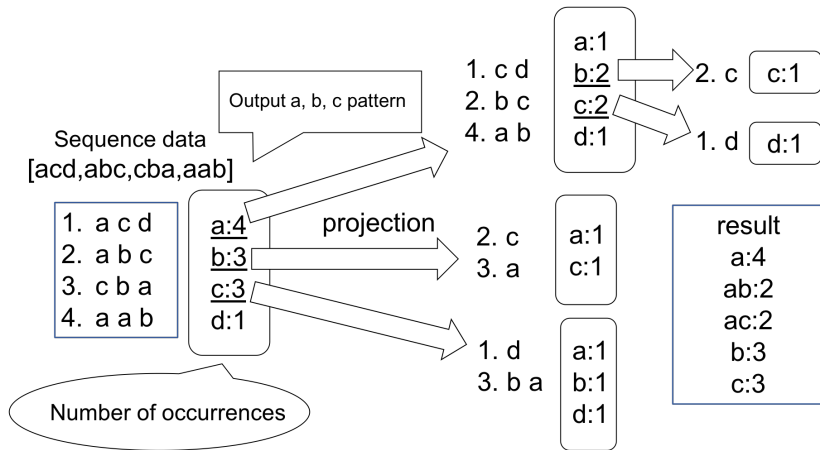 Sequence data
[acd,abc,cba,aab]
1. a c d
2. a b c
3. c b a
4. a a b
a:4
b:3
c:3
d:1
Number of occurrences
Output a, b, c pattern
projection
1. c d
2. b c
4. a b
a:1
b:2
c:2
d:1
2. c
c:1
1. d
d:1
2. c
3. a
a:1
c:1
1. d
3. b a
a:1
b:1
d:1
result
a:4
ab:2
ac:2
b:3
c:3